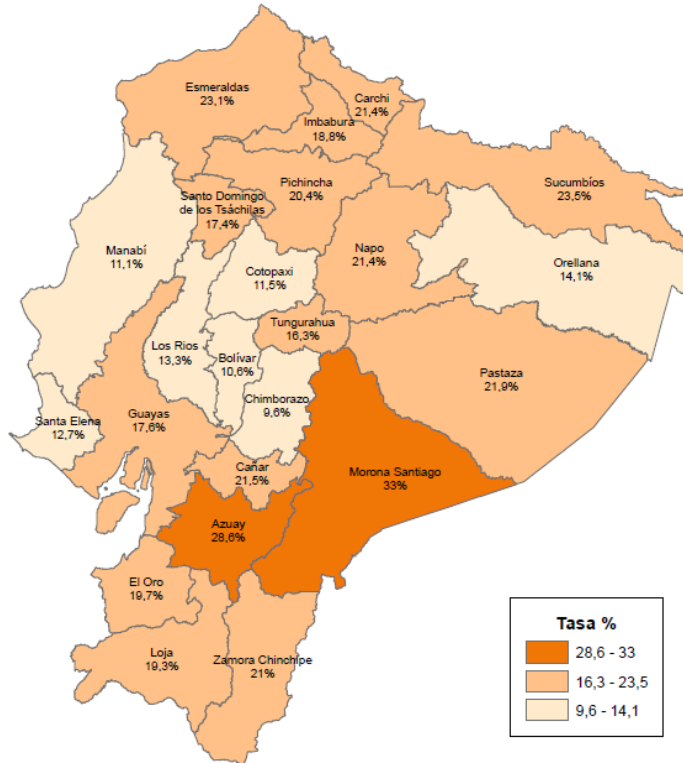 Esmeraldas
23,1%
Carchi
21,4%
Imbabura
18,8%
Pichincha
20,4%
Sucumbíos
23,5%
Santo Domingo
de los Tsáchilas
17,4%
Napo
21,4%
Manabí
11,1%
Orellana
14,1%
Cotopaxi
11,5%
Tungurahua
16,3%
Los Rios
13,3%
Bolívar
10,6%
Pastaza
21,9%
Chimborazo
9,6%
Guayas
17,6%
Santa Elena
12,7%
Cañar
21,5%
Morona Santiago
33%
Azuay
28,6%
El Oro
19,7%
Loja
19,3%
Zamora Chinchipe
21%
Tasa %
28,6 - 33
16,3 - 23,5
9,6 - 14,1